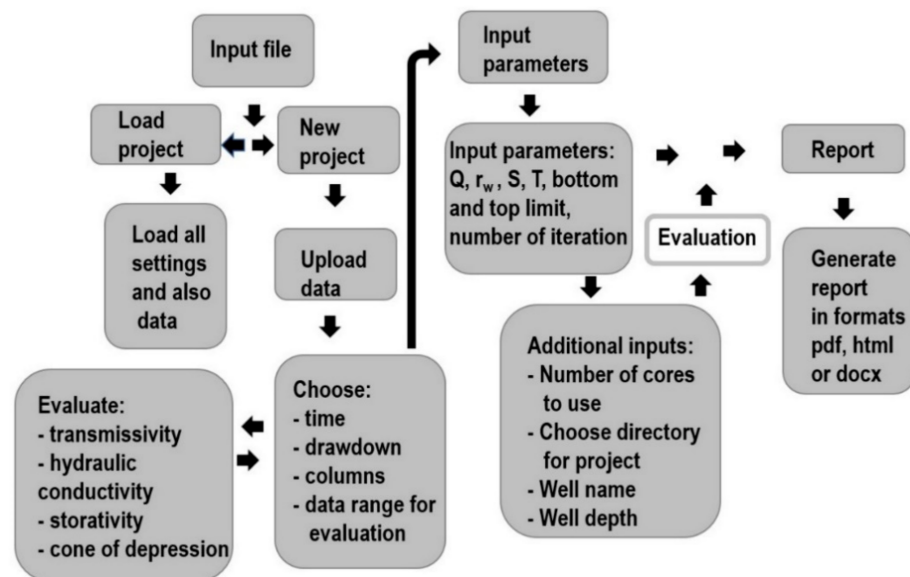 Input file
Load
project
New
project
Load all
settings
and also
data
Upload
data
Evaluate:
- transmissivity
- hydraulic
conductivity
- storativity
- cone of depression
Choose:
- time
- drawdown
- columns
- data range for
evaluation
Input
parameters
Input parameters:
Q, rw, S, T, bottom
and top limit,
number of iteration
Additional inputs:
- Number of cores
to use
- Choose directory
for project
- Well name
- Well depth
Evaluation
Report
Generate
report
in formats
pdf, html
or docx